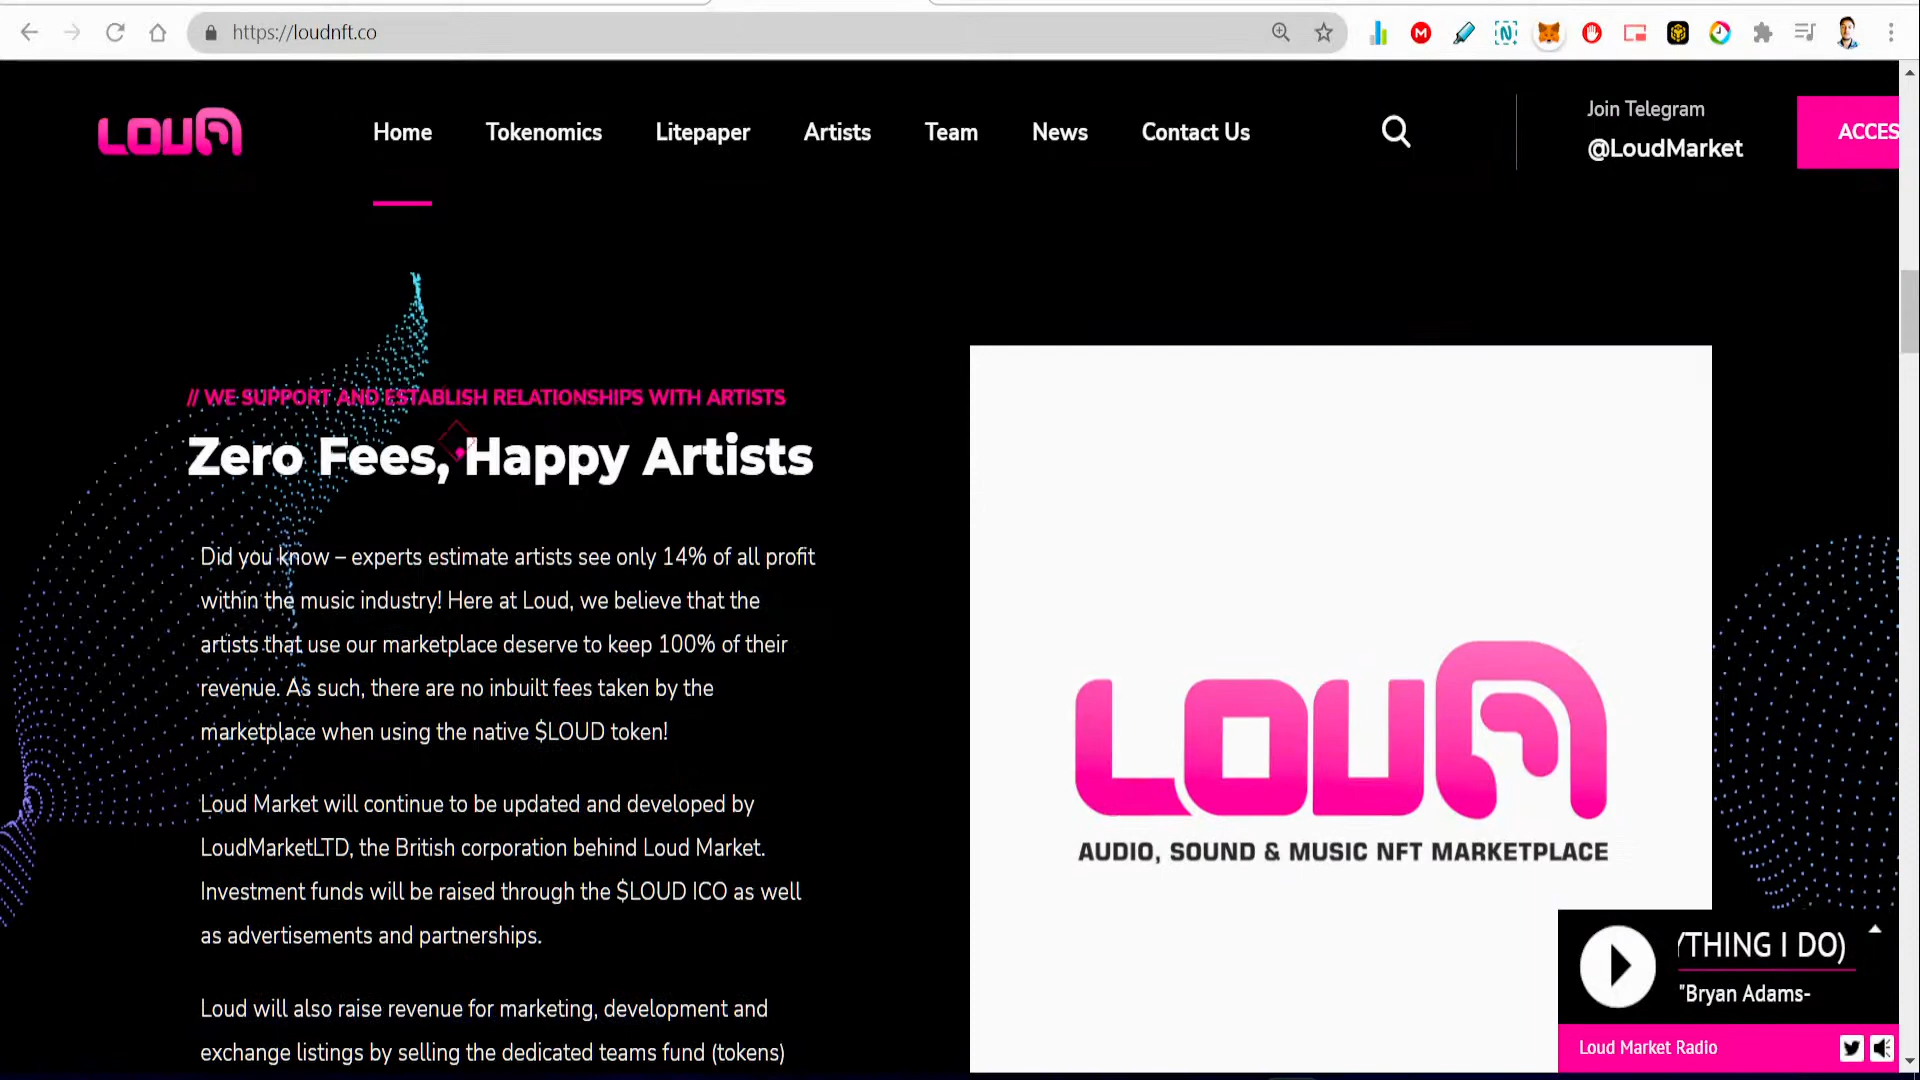 https://loudnft.co
LOUD
Home
Tokenomics
Litepaper
Artists
Team
News
Contact Us
Join Telegram
@LoudMarket
ACCES
// WE SUPPORT AND ESTABLISH RELATIONSHIPS WITH ARTISTS
Zero Fees, Happy Artists
Did you know – experts estimate artists see only 14% of all profit
within the music industry! Here at Loud, we believe that the
artists that use our marketplace deserve to keep 100% of their
revenue. As such, there are no inbuilt fees taken by the
marketplace when using the native $LOUD token!
Loud Market will continue to be updated and developed by
LoudMarketLTD, the British corporation behind Loud Market.
Investment funds will be raised through the $LOUD ICO as well
as advertisements and partnerships.
Loud will also raise revenue for marketing, development and
exchange listings by selling the dedicated teams fund (tokens)
LOUD
AUDIO, SOUND & MUSIC NFT MARKETPLACE
YTHING I DO)
"Bryan Adams-
Loud Market Radio